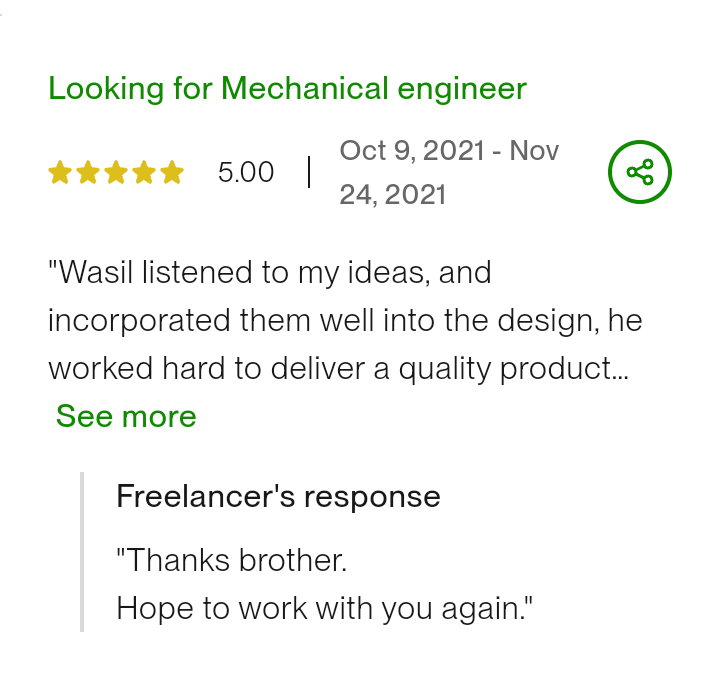 Looking for Mechanical engineer
5.00 | Oct 9, 2021 - Nov
24, 2021
"Wasil listened to my ideas, and
incorporated them well into the design, he
worked hard to deliver a quality product...
See more
Freelancer's response
"Thanks brother.
Hope to work with you again."